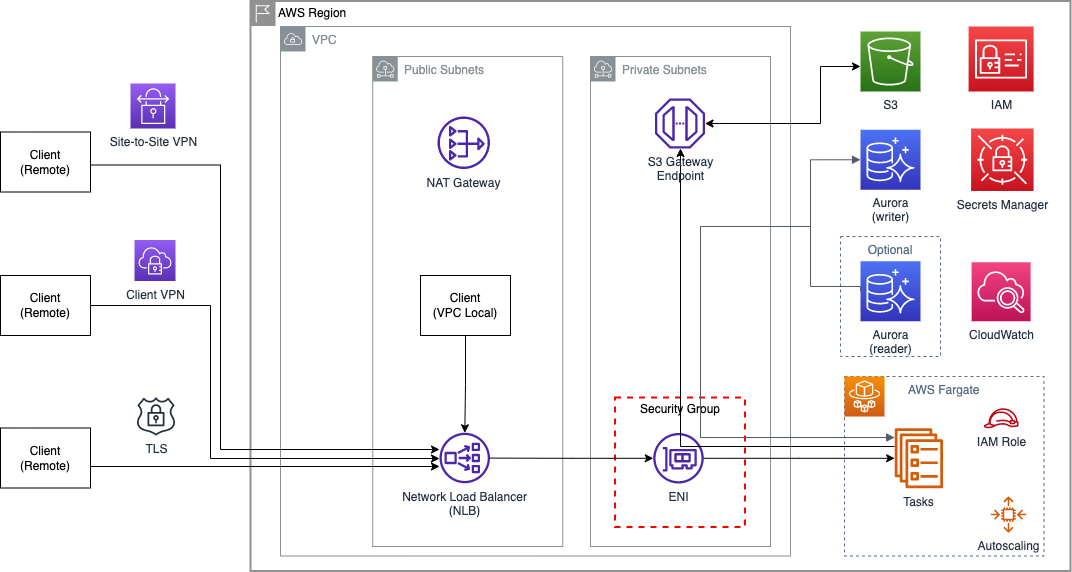 AWS Region
VPC
Public Subnets
Private Subnets
S3
IAM
Site-to-Site VPN
Client
(Remote)
NAT Gateway
S3 Gateway
Endpoint
Aurora
(writer)
Secrets Manager
Optional
Client VPN
Client
(Remote)
Client
(VPC Local)
Aurora
(reader)
CloudWatch
AWS Fargate
Security Group
IAM Role
TLS
Client
(Remote)
Network Load Balancer
(NLB)
ENI
Tasks
Autoscaling